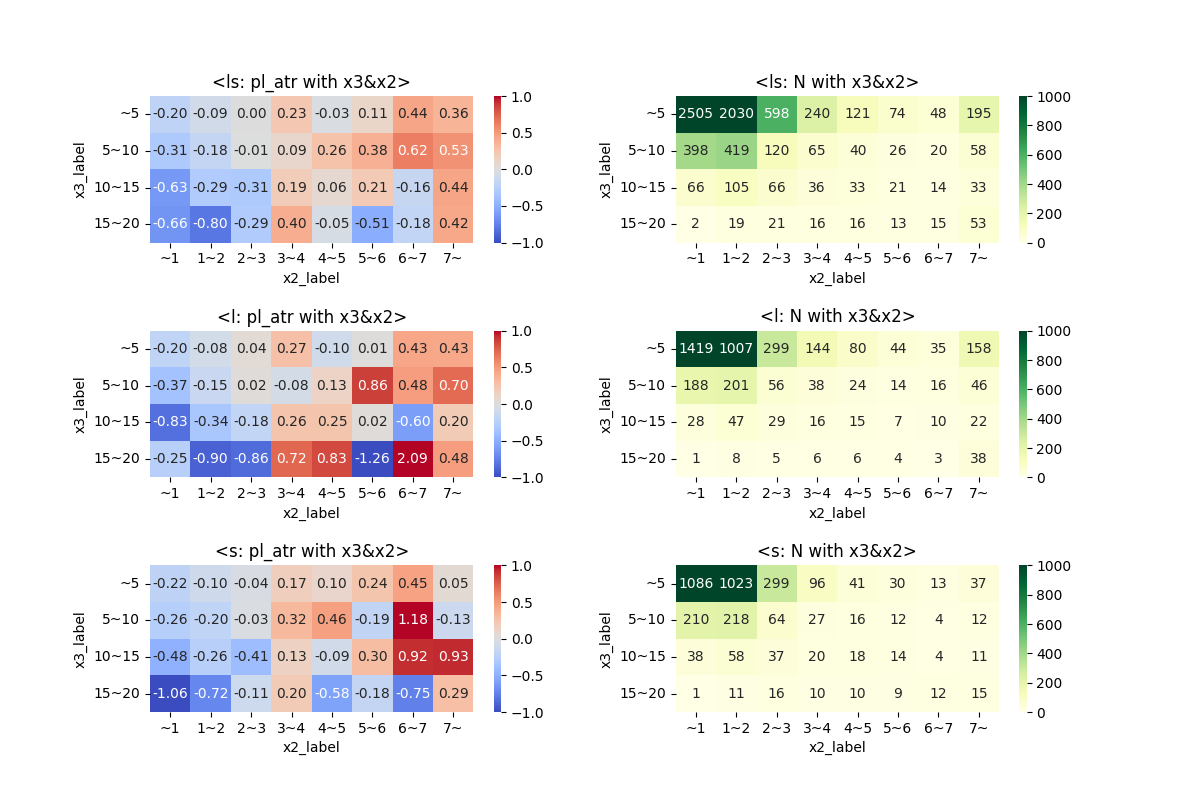 <ls: pl_atr with x3&x2>
x3_label
~5 -0.20 -0.09 0.00 0.23 -0.03 0.11 0.44 0.36
5~10 -0.31 -0.18 -0.01 0.09 0.26 0.38 0.62 0.53
10~15 -0.63 -0.29 -0.31 0.19 0.06 0.21 -0.16 0.44
15~20 -0.66 -0.80 -0.29 0.40 -0.05 -0.51 -0.18 0.42
~1 1~2 2~3 3~4 4~5 5~6 6~7 7~
x2_label
1.0
0.5
0.0
−0.5
−1.0
<ls: N with x3&x2>
x3_label
~5 2505 2030 598 240 121 74 48 195
5~10 398 419 120 65 40 26 20 58
10~15 66 105 66 36 33 21 14 33
15~20 2 19 21 16 16 13 15 53
~1 1~2 2~3 3~4 4~5 5~6 6~7 7~
x2_label
1000
800
600
400
200
0
<l: pl_atr with x3&x2>
x3_label
~5 -0.20 -0.08 0.04 0.27 -0.10 0.01 0.43 0.43
5~10 -0.37 -0.15 0.02 -0.08 0.13 0.86 0.48 0.70
10~15 -0.83 -0.34 -0.18 0.26 0.25 0.02 -0.60 0.20
15~20 -0.25 -0.90 -0.86 0.72 0.83 -1.26 2.09 0.48
~1 1~2 2~3 3~4 4~5 5~6 6~7 7~
x2_label
1.0
0.5
0.0
−0.5
−1.0
<l: N with x3&x2>
x3_label
~5 1419 1007 299 144 80 44 35 158
5~10 188 201 56 38 24 14 16 46
10~15 28 47 29 16 15 7 10 22
15~20 1 8 5 6 6 4 3 38
~1 1~2 2~3 3~4 4~5 5~6 6~7 7~
x2_label
1000
800
600
400
200
0
<s: pl_atr with x3&x2>
x3_label
~5 -0.22 -0.10 -0.04 0.17 0.10 0.24 0.45 0.05
5~10 -0.26 -0.20 -0.03 0.32 0.46 -0.19 1.18 -0.13
10~15 -0.48 -0.26 -0.41 0.13 -0.09 0.30 0.92 0.93
15~20 -1.06 -0.72 -0.11 0.20 -0.58 -0.18 -0.75 0.29
~1 1~2 2~3 3~4 4~5 5~6 6~7 7~
x2_label
1.0
0.5
0.0
−0.5
−1.0
<s: N with x3&x2>
x3_label
~5 1086 1023 299 96 41 30 13 37
5~10 210 218 64 27 16 12 4 12
10~15 38 58 37 20 18 14 4 11
15~20 1 11 16 10 10 9 12 15
~1 1~2 2~3 3~4 4~5 5~6 6~7 7~
x2_label
1000
800
600
400
200
0